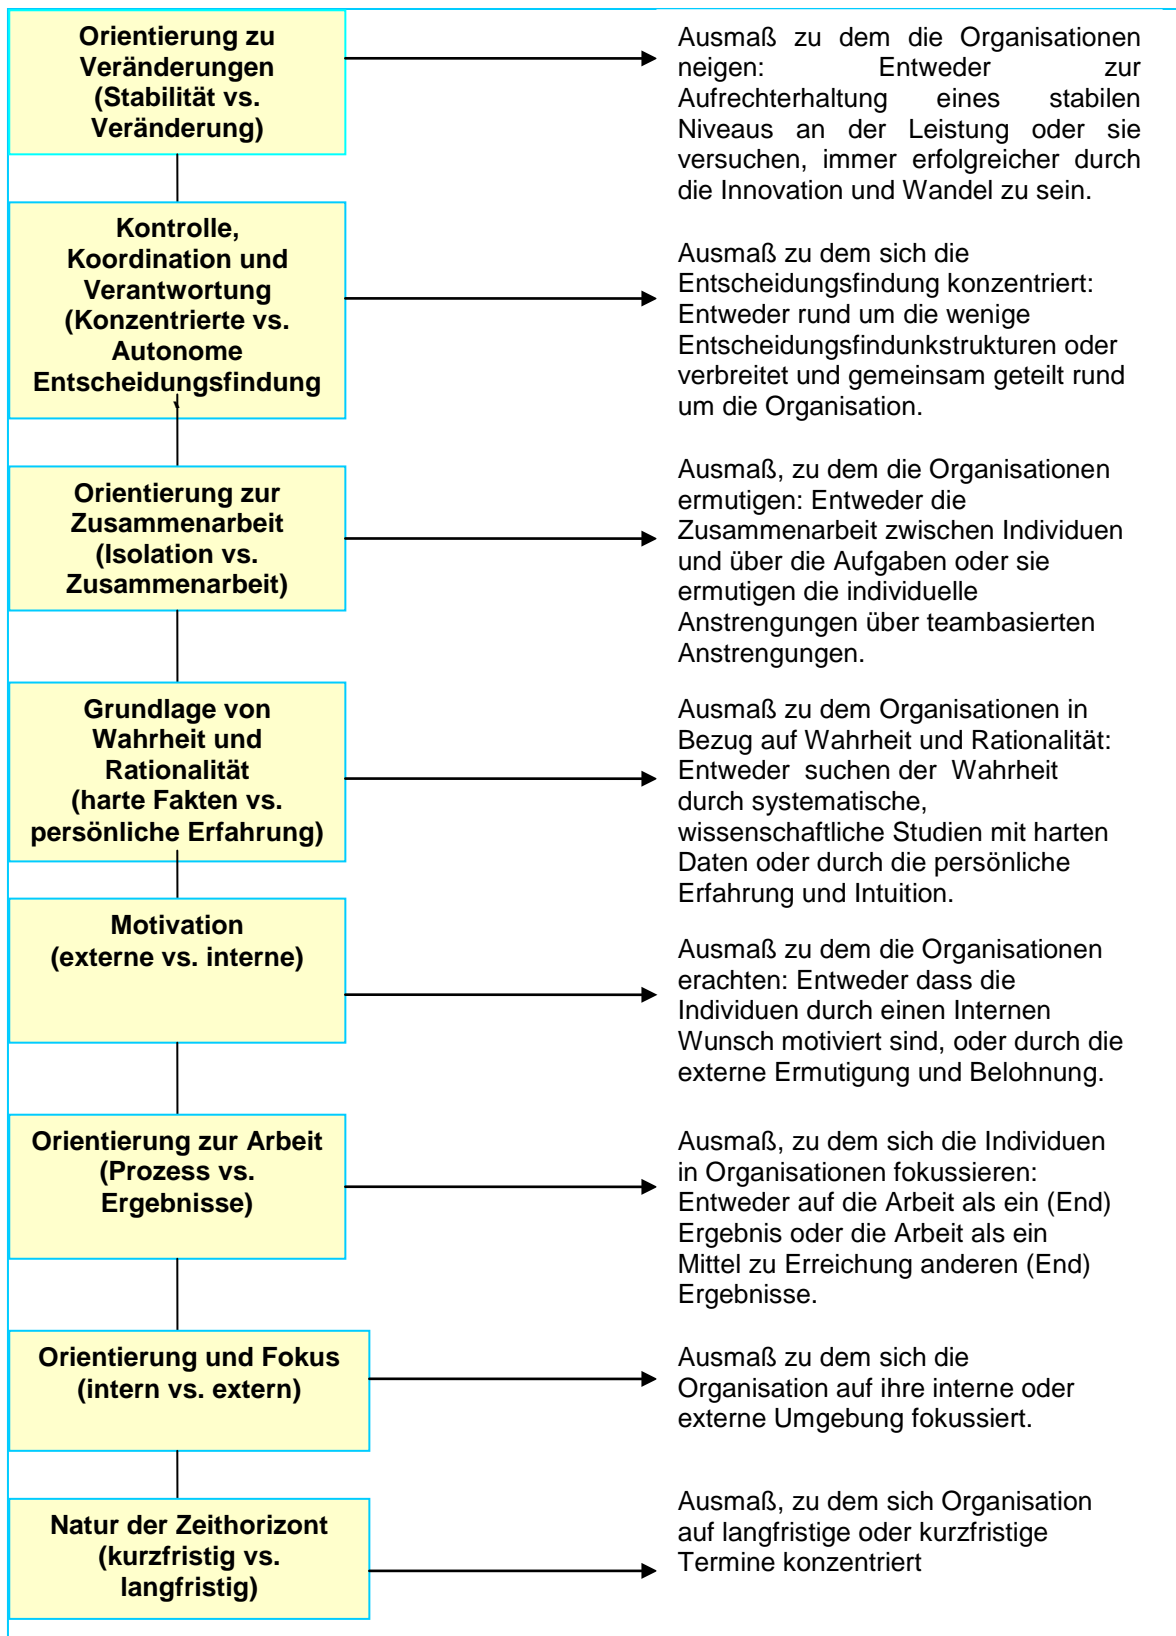 Orientierung zu
Veränderungen
(Stabilität vs.
Veränderung)
Ausmaß zu dem die Organisationen
neigen: Entweder zur
Aufrechterhaltung eines stabilen
Niveaus an der Leistung oder sie
versuchen, immer erfolgreicher durch
die Innovation und Wandel zu sein.
Kontrolle,
Koordination und
Verantwortung
(Konzentrierte vs.
Autonome
Entscheidungsfindung
Ausmaß zu dem sich die
Entscheidungsfindung konzentriert:
Entweder rund um die wenige
Entscheidungsfindunkstrukturen oder
verbreitet und gemeinsam geteilt rund
um die Organisation.
Orientierung zur
Zusammenarbeit
(Isolation vs.
Zusammenarbeit)
Ausmaß, zu dem die Organisationen
ermutigen: Entweder die
Zusammenarbeit zwischen Individuen
und über die Aufgaben oder sie
ermutigen die individuelle
Anstrengungen über teambasierten
Anstrengungen.
Grundlage von
Wahrheit und
Rationalität
(harte Fakten vs.
persönliche Erfahrung)
Ausmaß zu dem Organisationen in
Bezug auf Wahrheit und Rationalität:
Entweder suchen der Wahrheit
durch systematische,
wissenschaftliche Studien mit harten
Daten oder durch die persönliche
Erfahrung und Intuition.
Motivation
(externe vs. interne)
Ausmaß zu dem die Organisationen
erachten: Entweder dass die
Individuen durch einen Internen
Wunsch motiviert sind, oder durch die
externe Ermutigung und Belohnung.
Orientierung zur Arbeit
(Prozess vs.
Ergebnisse)
Ausmaß, zu dem sich die Individuen
in Organisationen fokussieren:
Entweder auf die Arbeit als ein (End)
Ergebnis oder die Arbeit als ein
Mittel zu Erreichung anderen (End)
Ergebnisse.
Orientierung und Fokus
(intern vs. extern)
Ausmaß zu dem sich die
Organisation auf ihre interne oder
externe Umgebung fokussiert.
Natur der Zeithorizont
(kurzfristig vs.
langfristig)
Ausmaß, zu dem sich Organisation
auf langfristige oder kurzfristige
Termine konzentriert